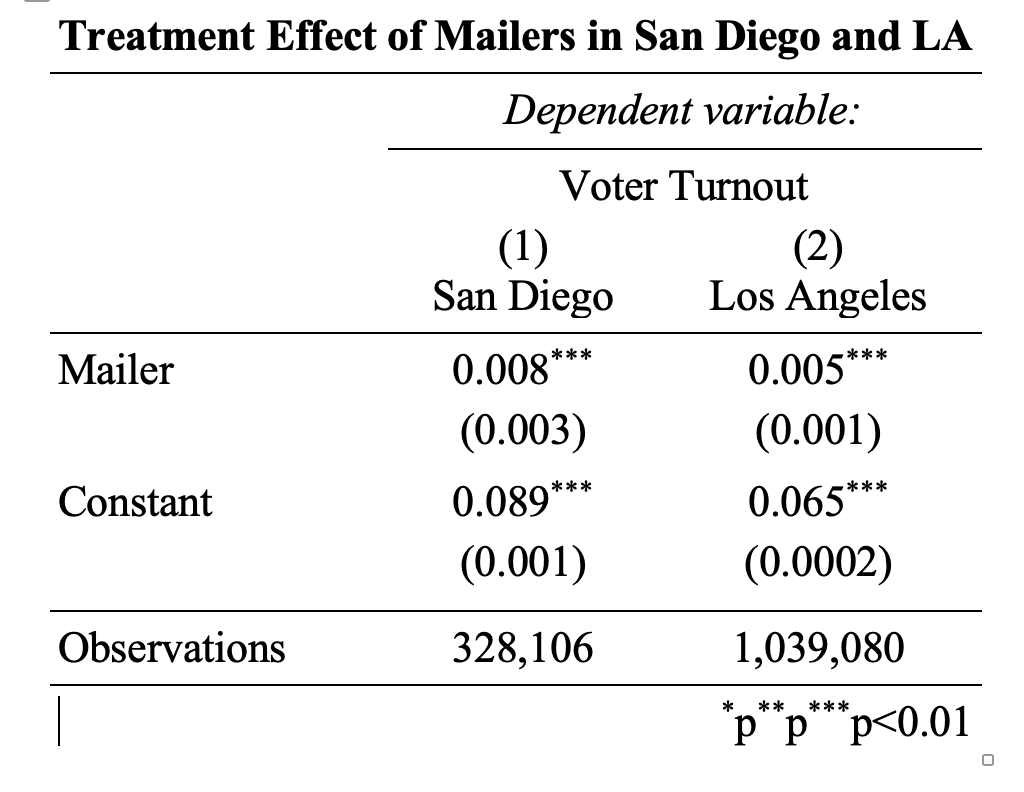 Treatment Effect of Mailers in San Diego and LA
Dependent variable:
Voter Turnout
(1) (2)
San Diego Los Angeles
Mailer 0.008*** 0.005***
(0.003) (0.001)
Constant 0.089*** 0.065***
(0.001) (0.0002)
Observations 328,106 1,039,080
*p**p***p<0.01